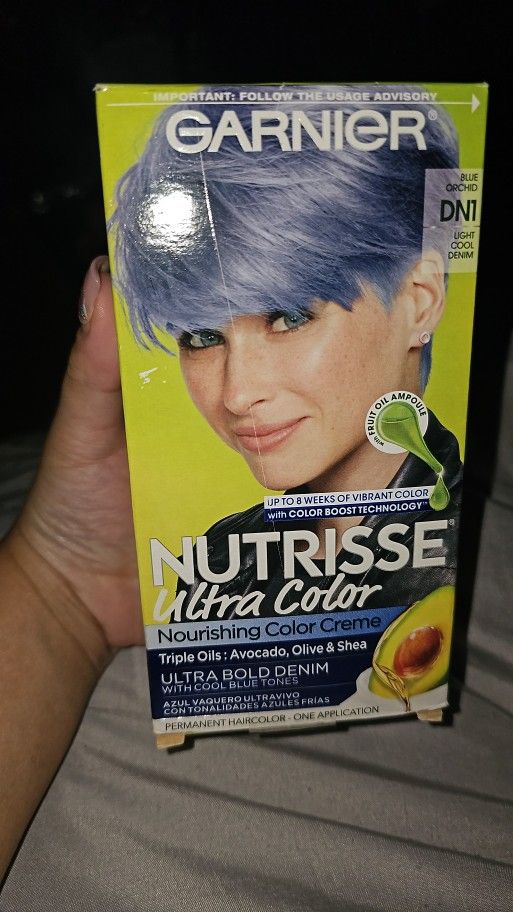 IMPORTANT: FOLLOW THE USAGE ADVISORY
GARNIER®
BLUE
ORCHID
DN1
LIGHT
COOL
DENIM
with FRUIT OIL AMPOULE
UP TO 8 WEEKS OF VIBRANT COLOR
with COLOR BOOST TECHNOLOGY™
NUTRISSE®
Ultra Color
Nourishing Color Creme
Triple Oils : Avocado, Olive & Shea
ULTRA BOLD DENIM
WITH COOL BLUE TONES
AZUL VAQUERO ULTRAVIVO
CON TONALIDADES AZULES FRÍAS
PERMANENT HAIRCOLOR - ONE APPLICATION